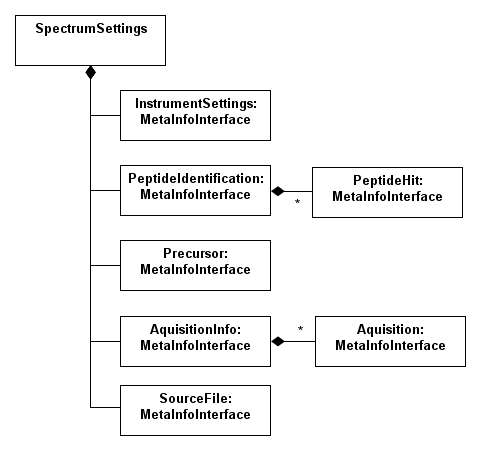 SpectrumSettings
InstrumentSettings:
MetaInfoInterface
PeptideIdentification:
MetaInfoInterface
*
PeptideHit:
MetaInfoInterface
Precursor:
MetaInfoInterface
AquisitionInfo:
MetaInfoInterface
*
Aquisition:
MetaInfoInterface
SourceFile:
MetaInfoInterface